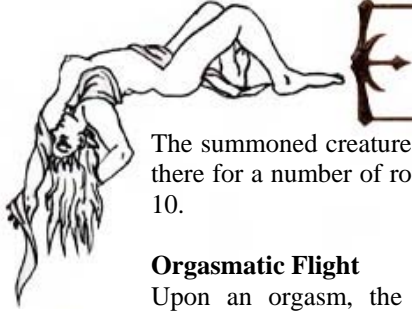 The summoned creature
there for a number of ro
10.
Orgasmatic Flight
Upon an orgasm, the